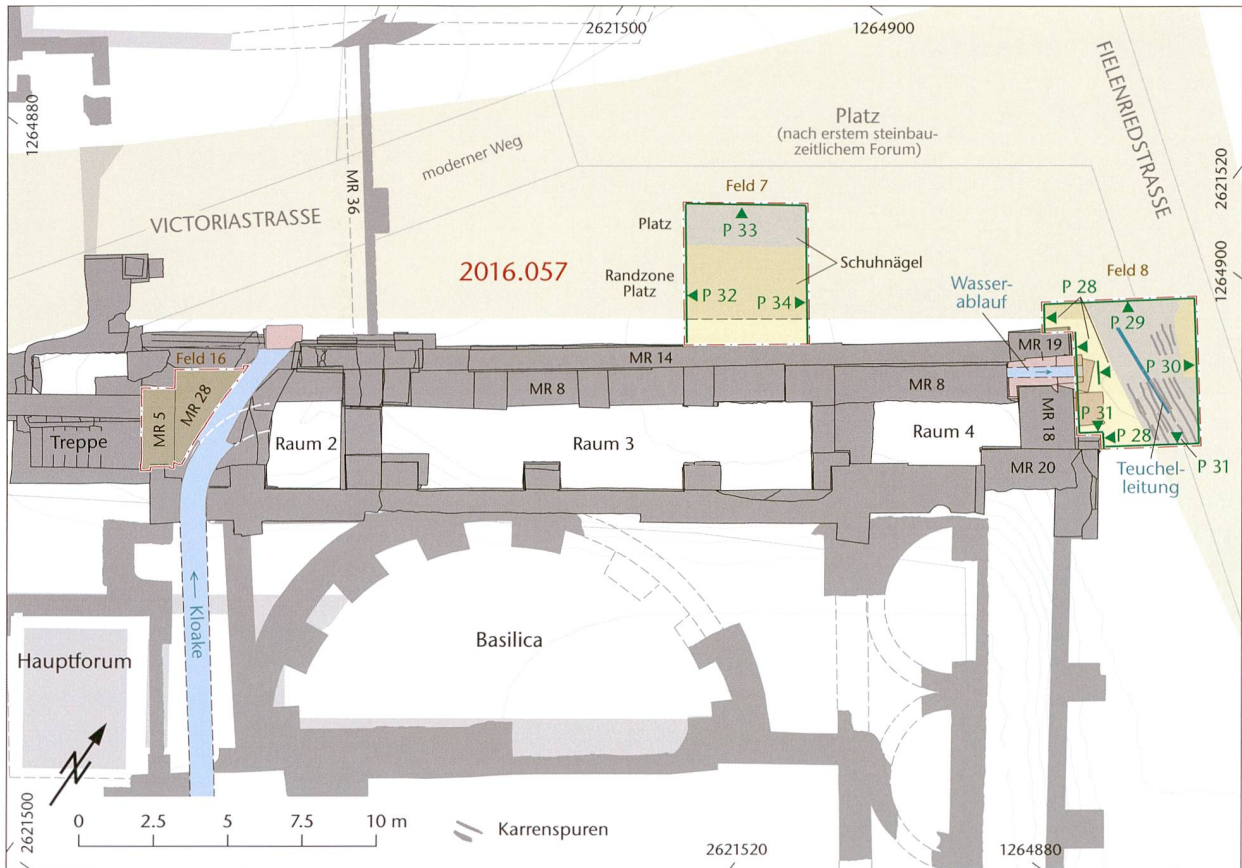 2621500
1264900
1264880
FIELENRIEDSTRASSE
Platz
(nach erstem steinbau-
zeitlichem Forum)
2621520
moderner Weg
MR 36
Feld 7
VICTORIASTRASSE
Platz
P 33
Schuhnägel
2016.057
Randzone
Platz
P 32
P 34
Wasser-
ablauf
P 28
Feld 8
1264900
P 29
Feld 16
MR 14
MR 19
P 30
MR 5
MR 28
MR 8
MR 8
Treppe
Raum 2
Raum 3
Raum 4
MR 18
P 31
P 28
P 31
MR 20
Teuchel-
leitung
Kloake
Basilica
Hauptforum
2621500
0
2.5
5
7.5
10 m
Karrenspuren
2621520
1264880